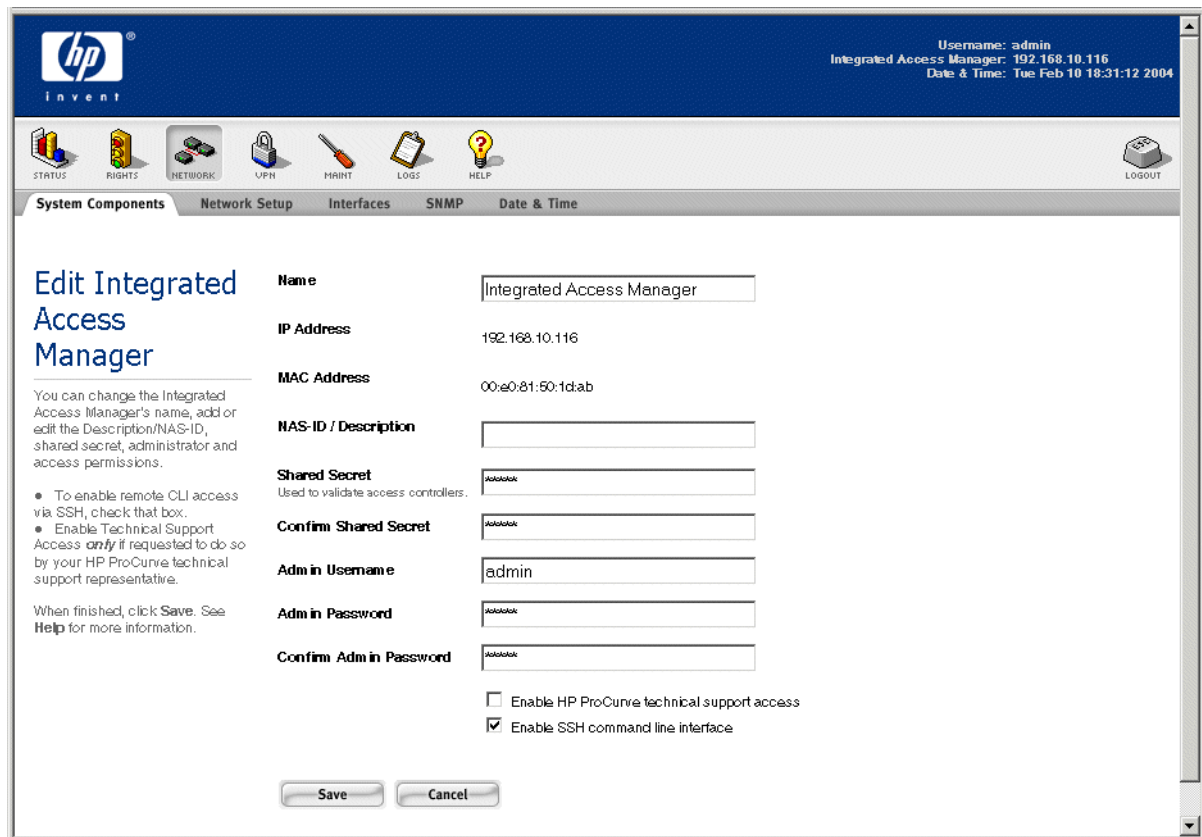 hp ®
invent
Username: admin
Integrated Access Manager: 192.168.10.116
Date & Time: Tue Feb 10 18:31:12 2004
STATUS RIGHTS NETWORK VPN MAINT LOGS HELP LOGOUT
System Components Network Setup Interfaces SNMP Date & Time
Edit Integrated
Access
Manager
You can change the Integrated
Access Manager's name, add or
edit the Description/NAS-ID,
shared secret, administrator and
access permissions.
● To enable remote CLI access
via SSH, check that box.
● Enable Technical Support
Access only if requested to do so
by your HP ProCurve technical
support representative.
When finished, click Save. See
Help for more information.
Name Integrated Access Manager
IP Address 192.168.10.116
MAC Address 00:e0:81:50:1d:ab
NAS-ID / Description
Shared Secret ******
Used to validate access controllers.
Confirm Shared Secret ******
Admin Username admin
Admin Password ******
Confirm Admin Password ******
Enable HP ProCurve technical support access
Enable SSH command line interface
Save Cancel